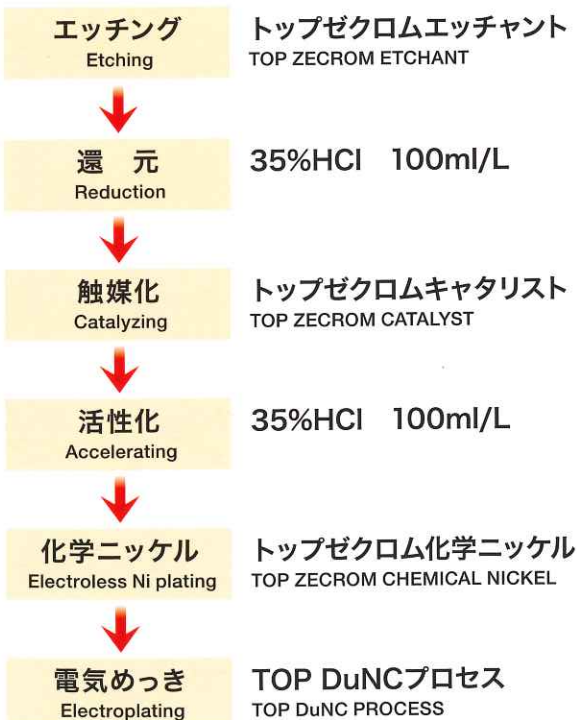 エッチング
Etching
トップゼクロムエッチャント
TOP ZECROM ETCHANT
還 元
Reduction
35%HCl 100ml/L
触媒化
Catalyzing
トップゼクロムキャタリスト
TOP ZECROM CATALYST
活性化
Accelerating
35%HCl 100ml/L
化学ニッケル
Electroless Ni plating
トップゼクロム化学ニッケル
TOP ZECROM CHEMICAL NICKEL
電気めっき
Electroplating
TOP DuNCプロセス
TOP DuNC PROCESS